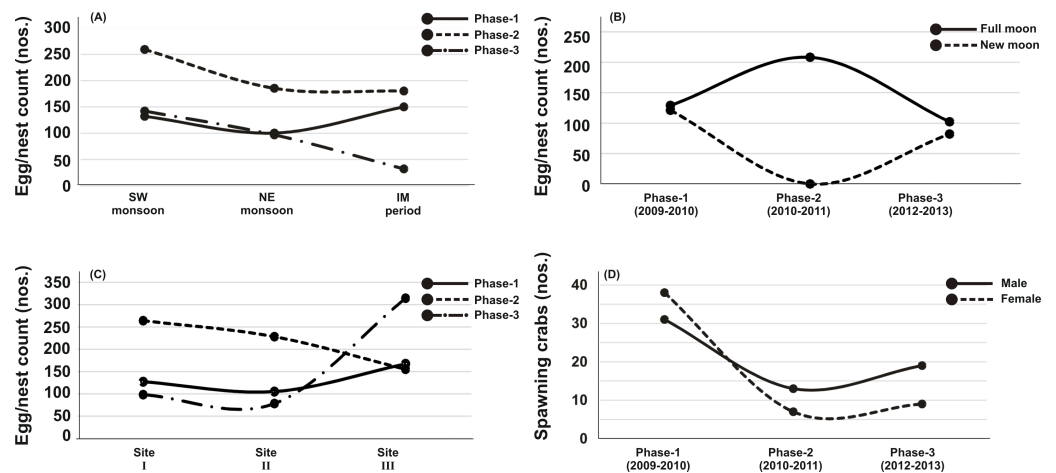 (A)
Egg/nest count (nos.)
300
250
200
150
100
50
0
SW
monsoon
NE
monsoon
IM
period
Phase-1
Phase-2
Phase-3
(B)
Egg/nest count (nos.)
250
200
150
100
50
0
Phase-1
(2009-2010)
Phase-2
(2010-2011)
Phase-3
(2012-2013)
Full moon
New moon
(C)
Egg/nest count (nos.)
350
300
250
200
150
100
50
0
Site
I
Site
II
Site
III
Phase-1
Phase-2
Phase-3
(D)
Spawning crabs (nos.)
40
30
20
10
0
Phase-1
(2009-2010)
Phase-2
(2010-2011)
Phase-3
(2012-2013)
Male
Female